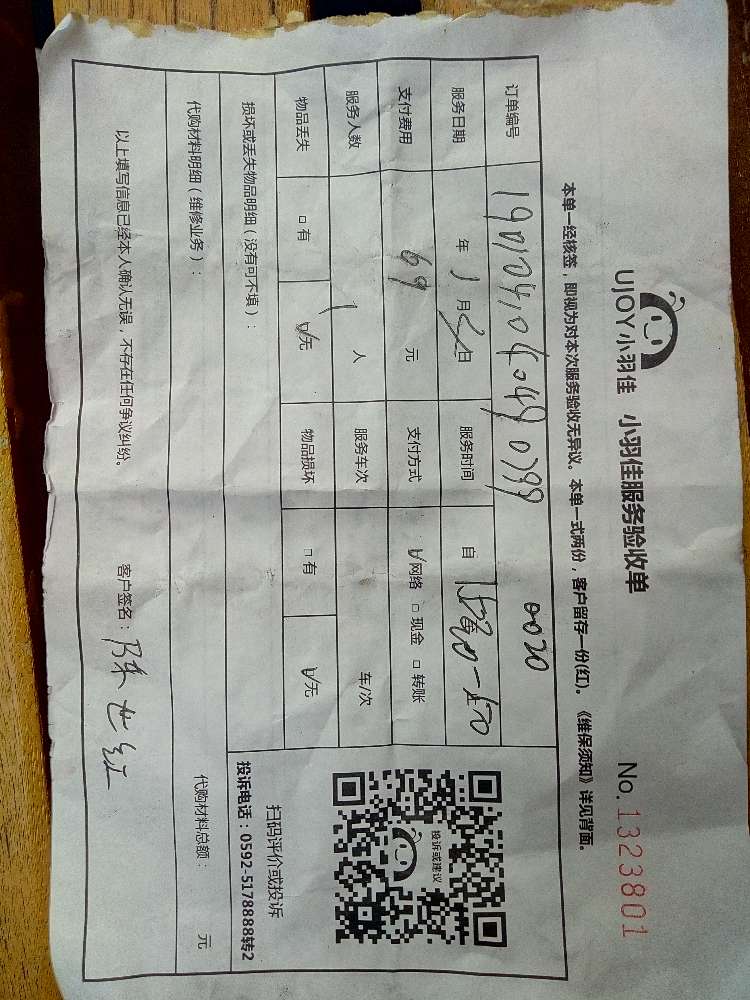 UJOY小羽佳 小羽佳服务验收单 No. 1323801
本单一经核签，即视为对本次服务验收无异议。本单一式两份，客户留存一份(红)。《维保须知》详见背面。
订单编号 0020
服务日期 年 1 月 日 服务时间 自
支付费用 69 元 支付方式 网络 □ 现金 □ 转账
服务人数 1 人 服务车次 车/次
物品丢失 □ 有 无 物品损坏 □ 有 无
损坏或丢失物品明细（没有可不填）：
代购材料明细（维修业务）： 代购材料总额： 元
以上填写信息已经本人确认无误，不存在任何争议纠纷。 客户签名：陈世红
投诉或建议
扫码评价或投诉
投诉电话：0592-5178888转2